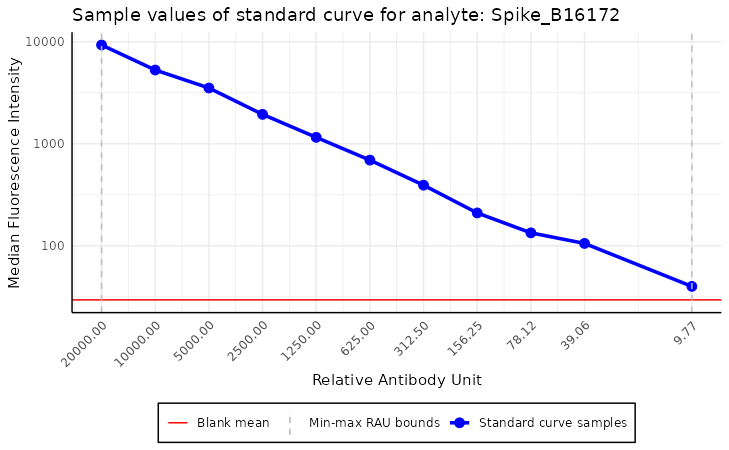 Sample values of standard curve for analyte: Spike_B16172
Median Fluorescence Intensity
10000
1000
100
20000.00
10000.00
5000.00
2500.00
1250.00
625.00
312.50
156.25
78.12
39.06
9.77
Relative Antibody Unit
Blank mean
Min-max RAU bounds
Standard curve samples